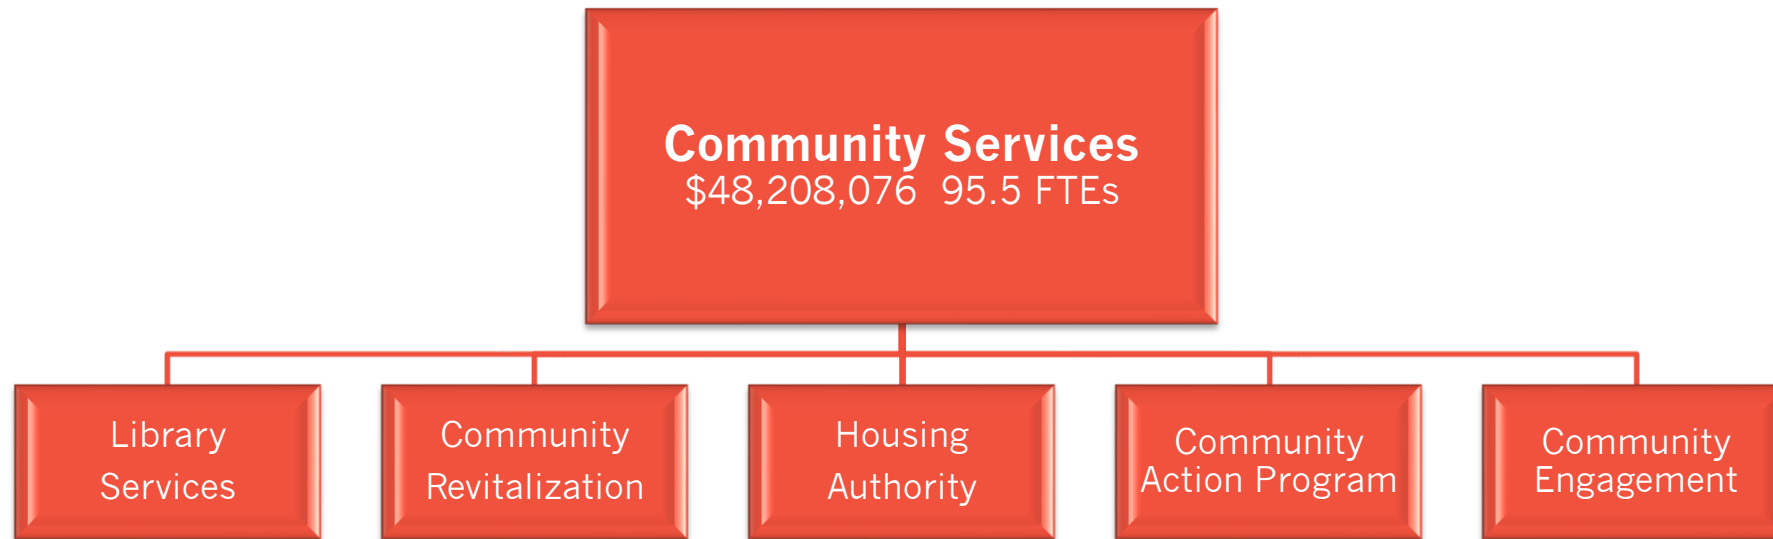 Community Services
$48,208,076 95.5 FTEs
Library
Services
Community
Revitalization
Housing
Authority
Community
Action Program
Community
Engagement